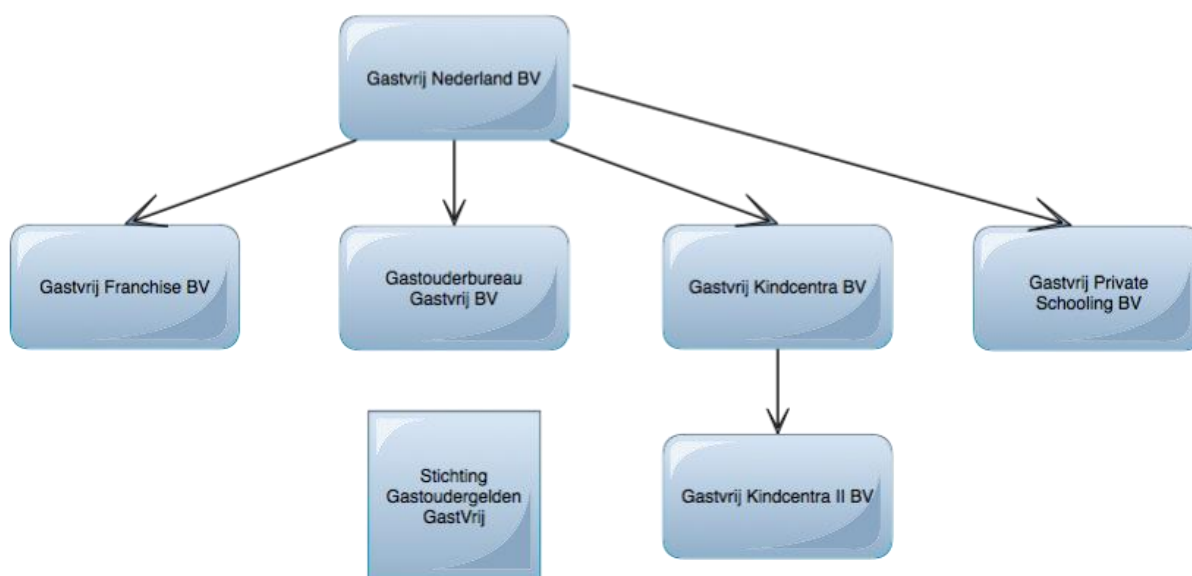 Gastvrij Nederland BV
Gastvrij Franchise BV
Gastouderbureau
Gastvrij BV
Gastvrij Kindcentra BV
Gastvrij Private
Schooling BV
Stichting
Gastoudergelden
GastVrij
Gastvrij Kindcentra II BV